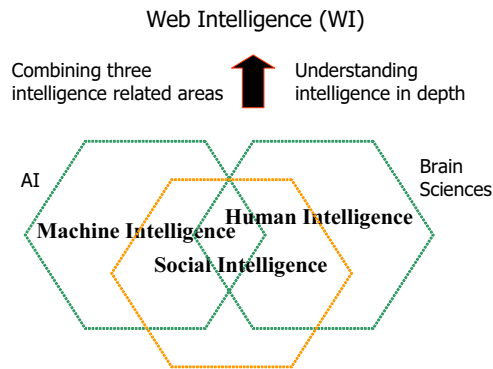 Web Intelligence (WI)
Combining three
intelligence related areas
Understanding
intelligence in depth
AI
Brain
Sciences
Machine Intelligence
Human Intelligence
Social Intelligence